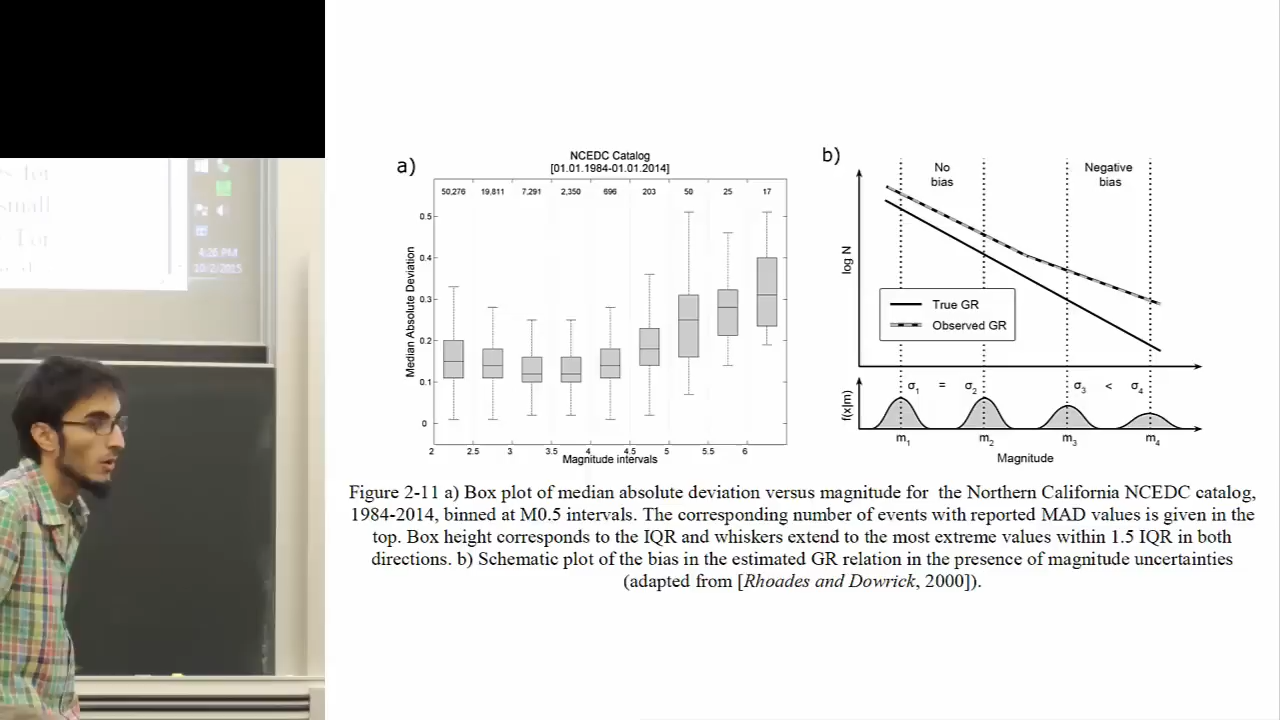 small
4:26 PM
10/2/2015
a)
NCEDC Catalog
[01.01.1984-01.01.2014]
50,276 19,811 7,291 2,350 696 203 50 25 17
Median Absolute Deviation
0.5
0.4
0.3
0.2
0.1
0
2 2.5 3 3.5 4 4.5 5 5.5 6
Magnitude intervals
b)
No
bias
Negative
bias
log N
True GR
Observed GR
f(x|m)
σ1 = σ2 σ3 < σ4
m1 m2 m3 m4
Magnitude
Figure 2-11 a) Box plot of median absolute deviation versus magnitude for the Northern California NCEDC catalog,
1984-2014, binned at M0.5 intervals. The corresponding number of events with reported MAD values is given in the
top. Box height corresponds to the IQR and whiskers extend to the most extreme values within 1.5 IQR in both
directions. b) Schematic plot of the bias in the estimated GR relation in the presence of magnitude uncertainties
(adapted from [Rhoades and Dowrick, 2000]).